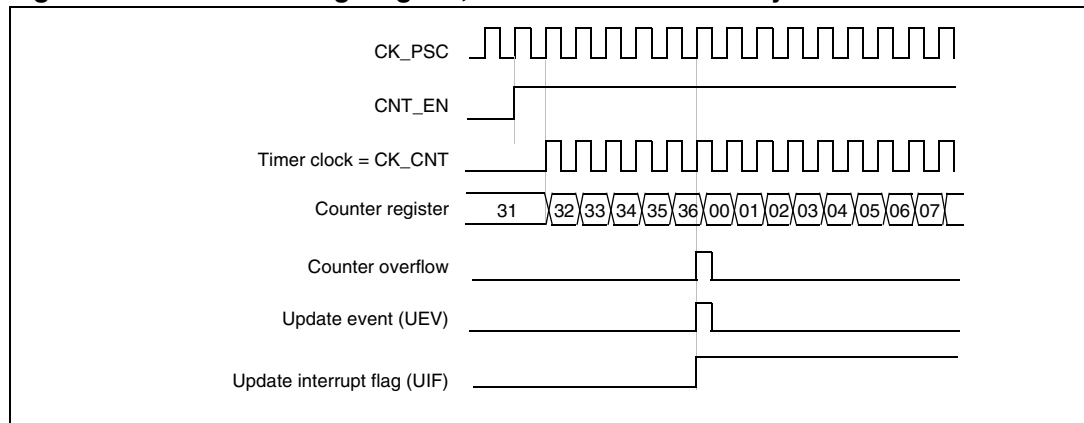 CK_PSC
CNT_EN
Timer clock = CK_CNT
Counter register 31 32 33 34 35 36 00 01 02 03 04 05 06 07
Counter overflow
Update event (UEV)
Update interrupt flag (UIF)